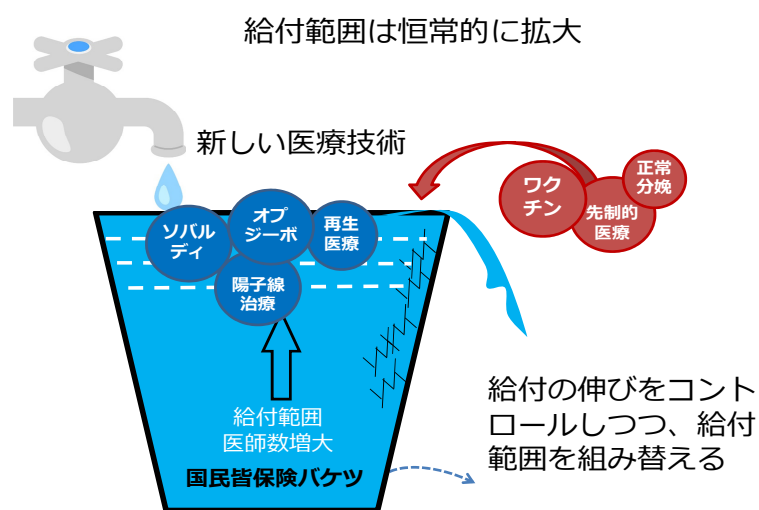 給付範囲は恒常的に拡大
新しい医療技術
ソバル
ディ
オプ
ジーボ
再生
医療
陽子線
治療
ワク
チン
先制的
医療
正常
分娩
給付範囲
医師数増大
国民皆保険バケツ
給付の伸びをコント
ロールしつつ、給付
範囲を組み替える